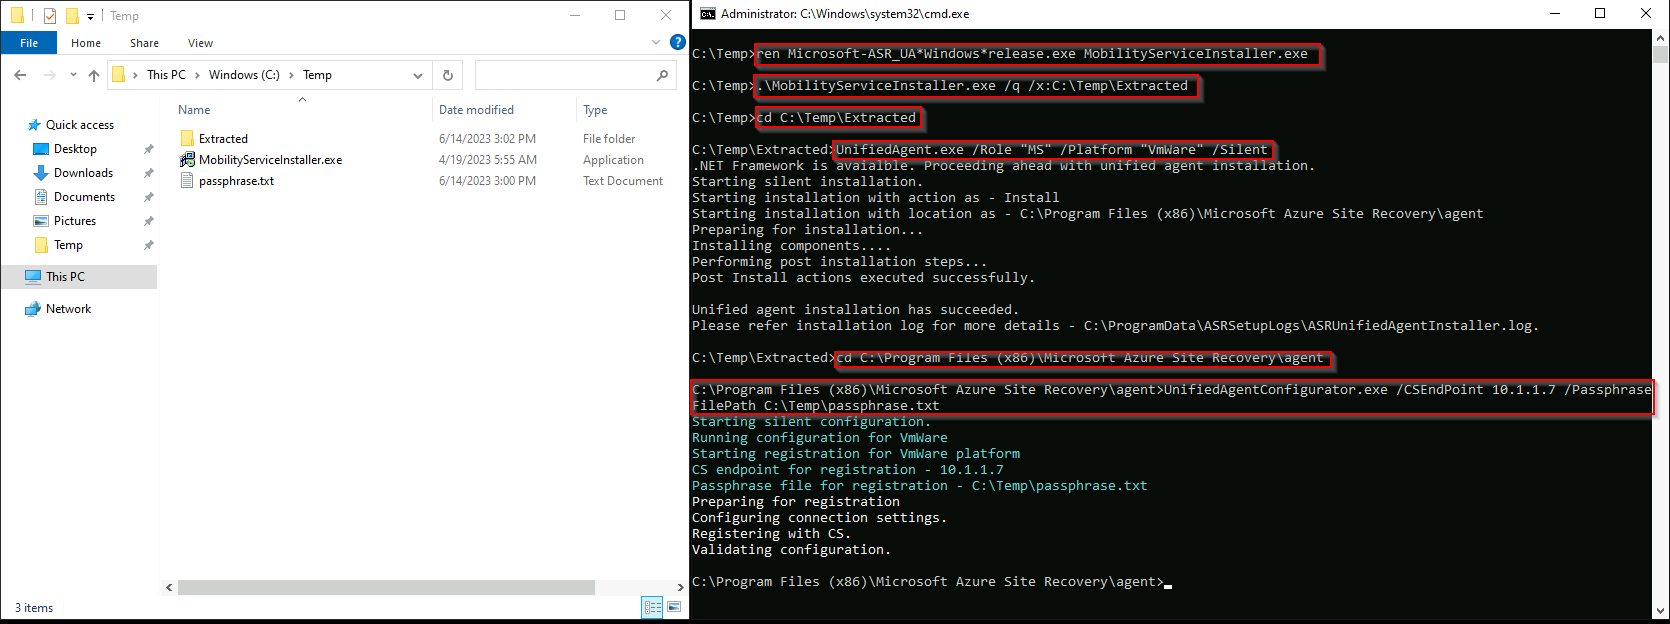 Temp
File
Home
Share
View
?
This PC
Windows (C:)
Temp
Name
Date modified
Type
Quick access
Desktop
Downloads
Documents
Pictures
Temp
This PC
Network
Extracted
6/14/2023 3:02 PM
File folder
MobilityServiceInstaller.exe
4/19/2023 5:55 AM
Application
passphrase.txt
6/14/2023 3:00 PM
Text Document
3 items
Administrator: C:\Windows\system32\cmd.exe
C:\Temp>ren Microsoft-ASR_UA*Windows*release.exe MobilityServiceInstaller.exe
C:\Temp>.\MobilityServiceInstaller.exe /q /x:C:\Temp\Extracted
C:\Temp>cd C:\Temp\Extracted
C:\Temp\Extracted>UnifiedAgent.exe /Role "MS" /Platform "VmWare" /Silent
.NET Framework is avaialble. Proceeding ahead with unified agent installation.
Starting silent installation.
Starting installation with action as - Install
Starting installation with location as - C:\Program Files (x86)\Microsoft Azure Site Recovery\agent
Preparing for installation...
Installing components....
Performing post installation steps...
Post Install actions executed successfully.
Unified agent installation has succeeded.
Please refer installation log for more details - C:\ProgramData\ASRSetupLogs\ASRUnifiedAgentInstaller.log.
C:\Temp\Extracted>cd C:\Program Files (x86)\Microsoft Azure Site Recovery\agent
C:\Program Files (x86)\Microsoft Azure Site Recovery\agent>UnifiedAgentConfigurator.exe /CSEndPoint 10.1.1.7 /Passphrase
FilePath C:\Temp\passphrase.txt
Starting silent configuration.
Running configuration for VmWare
Starting registration for VmWare platform
CS endpoint for registration - 10.1.1.7
Passphrase file for registration - C:\Temp\passphrase.txt
Preparing for registration
Configuring connection settings.
Registering with CS.
Validating configuration.
C:\Program Files (x86)\Microsoft Azure Site Recovery\agent>